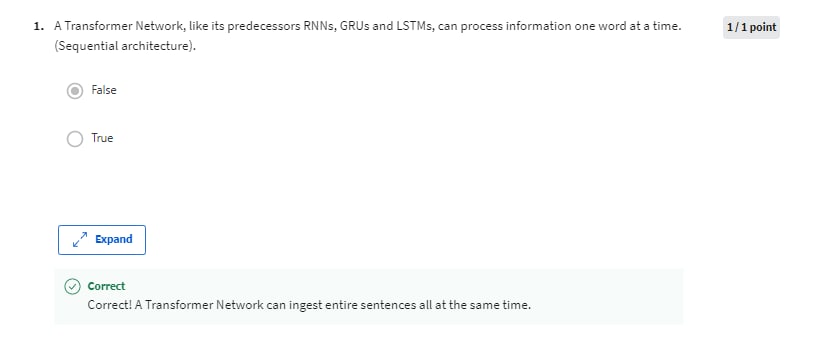 1. A Transformer Network, like its predecessors RNNs, GRUs and LSTMs, can process information one word at a time. 1 / 1 point
(Sequential architecture).
False
True
Expand
Correct
Correct! A Transformer Network can ingest entire sentences all at the same time.